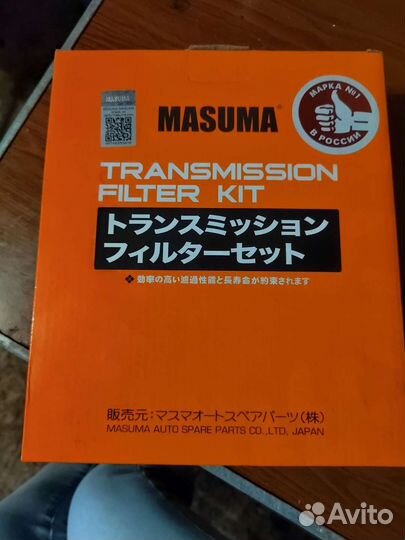 MASUMA
MASUMA®
МАРКА №1
В РОССИИ
TRANSMISSION
FILTER KIT
トランスミッション
フィルターセット
❖ 効率の高い濾過性能と長寿命が約束されます
販売元:マスマオートスペアパーツ(株)
MASUMA AUTO SPARE PARTS CO.,LTD, JAPAN
Avito